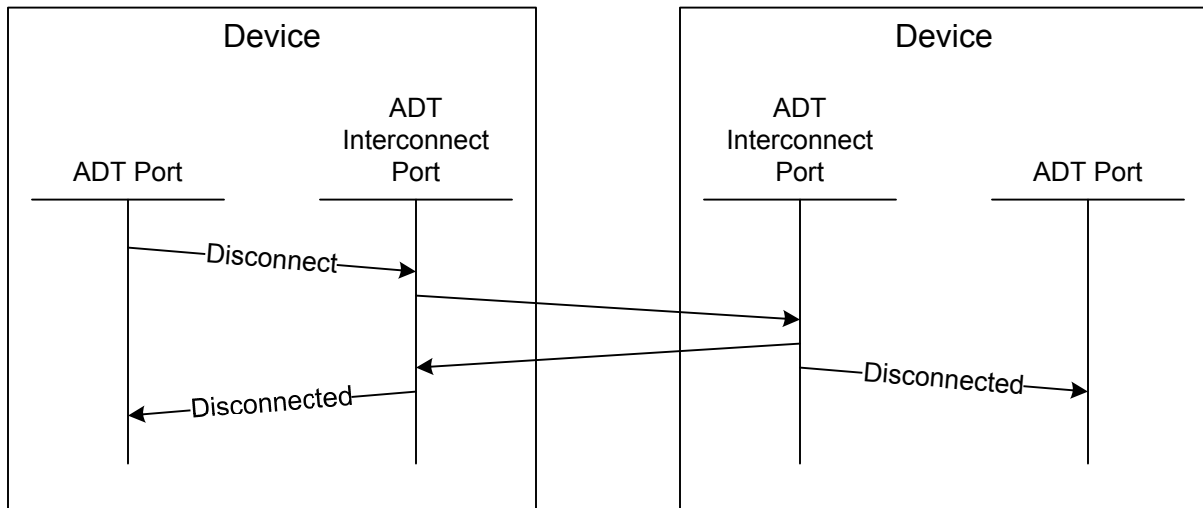 Device
ADT Port
ADT
Interconnect
Port
Disconnect
Disconnected
Device
ADT
Interconnect
Port
ADT Port
Disconnected